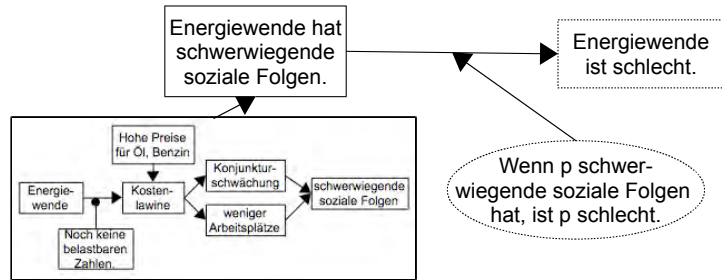 Energiewende hat
schwerwiegende
soziale Folgen.
Energiewende
ist schlecht.
Hohe Preise
für Öl, Benzin
Energie-
wende
Kosten-
lawine
Konjunktur-
schwächung
weniger
Arbeitsplätze
schwerwiegende
soziale Folgen
Noch keine
belastbaren
Zahlen.
Wenn p schwer-
wiegende soziale Folgen
hat, ist p schlecht.